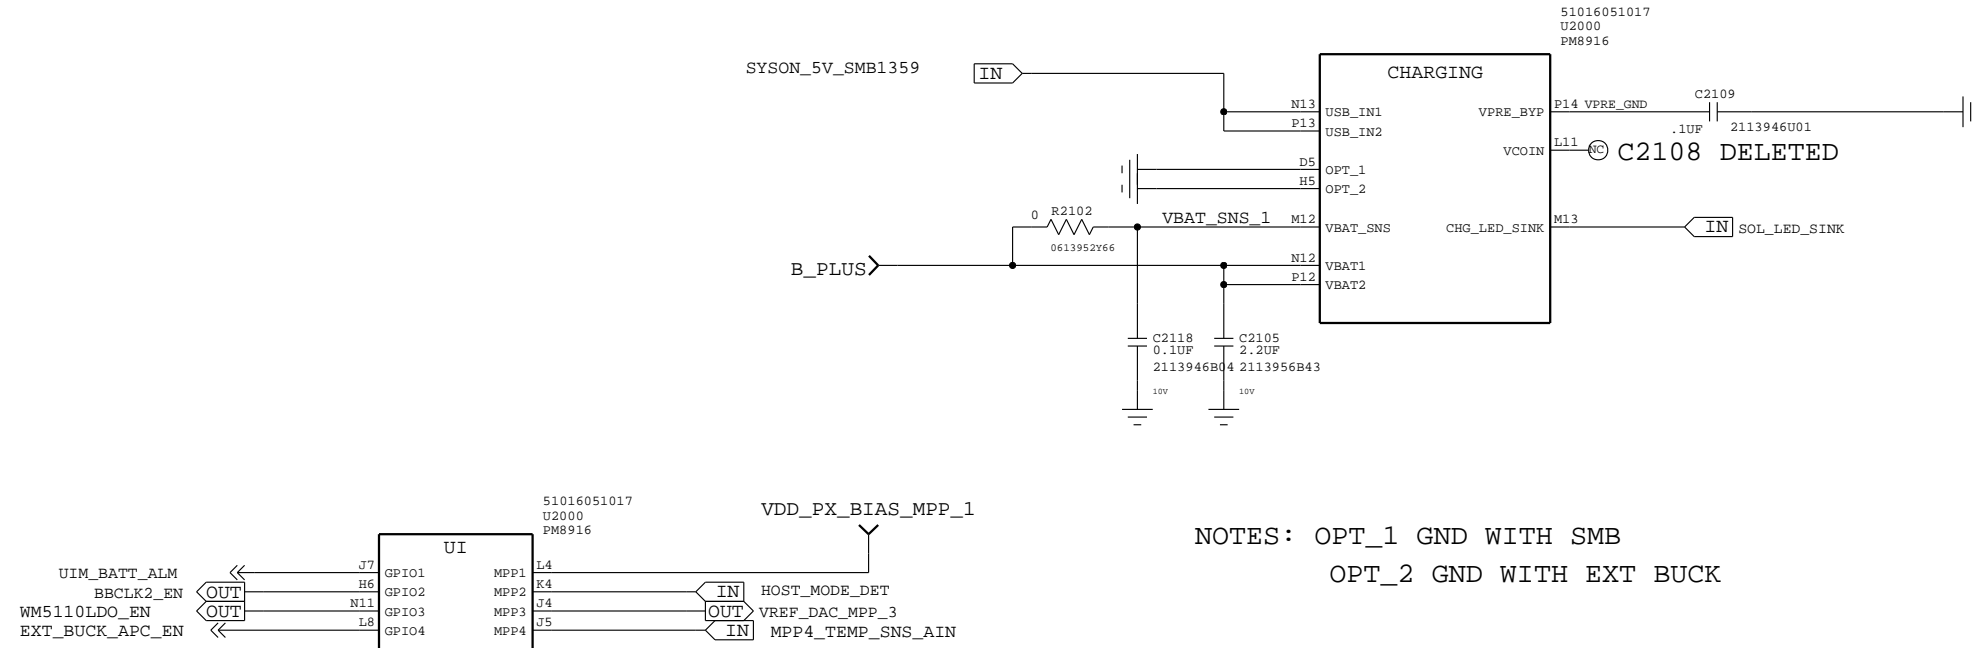 51016051017
U2000
PM8916
SYSON_5V_SMB1359
IN
CHARGING
N13 USB_IN1
P13 USB_IN2
D5 OPT_1
H5 OPT_2
M12 VBAT_SNS
N12 VBAT1
P12 VBAT2
VPRE_BYP P14 VPRE_GND
C2109
.1UF 2113946U01
VCOIN L11 NC C2108 DELETED
CHG_LED_SINK M13 IN SOL_LED_SINK
0 R2102
0613952Y66
VBAT_SNS_1
B_PLUS
C2118
0.1UF
2113946B04
10V
C2105
2.2UF
2113956B43
10V
51016051017
U2000
PM8916
VDD_PX_BIAS_MPP_1
UI
UIM_BATT_ALM J7 GPIO1
BBCLK2_EN OUT H6 GPIO2
WM5110LDO_EN OUT N11 GPIO3
EXT_BUCK_APC_EN L8 GPIO4
MPP1 L4
MPP2 K4 IN HOST_MODE_DET
MPP3 J4 OUT VREF_DAC_MPP_3
MPP4 J5 IN MPP4_TEMP_SNS_AIN
NOTES: OPT_1 GND WITH SMB
OPT_2 GND WITH EXT BUCK